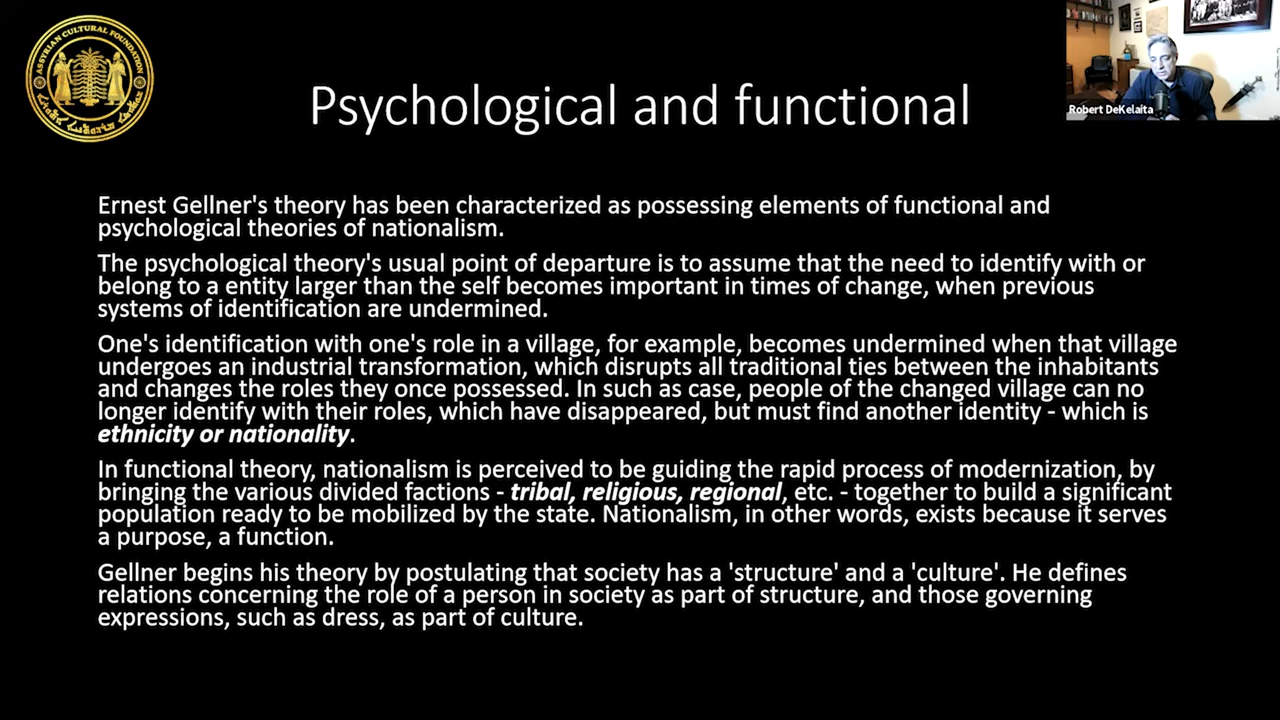 ASSYRIAN CULTURAL FOUNDATION
Robert DeKelaita
Psychological and functional
Ernest Gellner's theory has been characterized as possessing elements of functional and
psychological theories of nationalism.
The psychological theory's usual point of departure is to assume that the need to identify with or
belong to a entity larger than the self becomes important in times of change, when previous
systems of identification are undermined.
One's identification with one's role in a village, for example, becomes undermined when that village
undergoes an industrial transformation, which disrupts all traditional ties between the inhabitants
and changes the roles they once possessed. In such as case, people of the changed village can no
longer identify with their roles, which have disappeared, but must find another identity - which is
ethnicity or nationality.
In functional theory, nationalism is perceived to be guiding the rapid process of modernization, by
bringing the various divided factions - tribal, religious, regional, etc. - together to build a significant
population ready to be mobilized by the state. Nationalism, in other words, exists because it serves
a purpose, a function.
Gellner begins his theory by postulating that society has a 'structure' and a 'culture'. He defines
relations concerning the role of a person in society as part of structure, and those governing
expressions, such as dress, as part of culture.